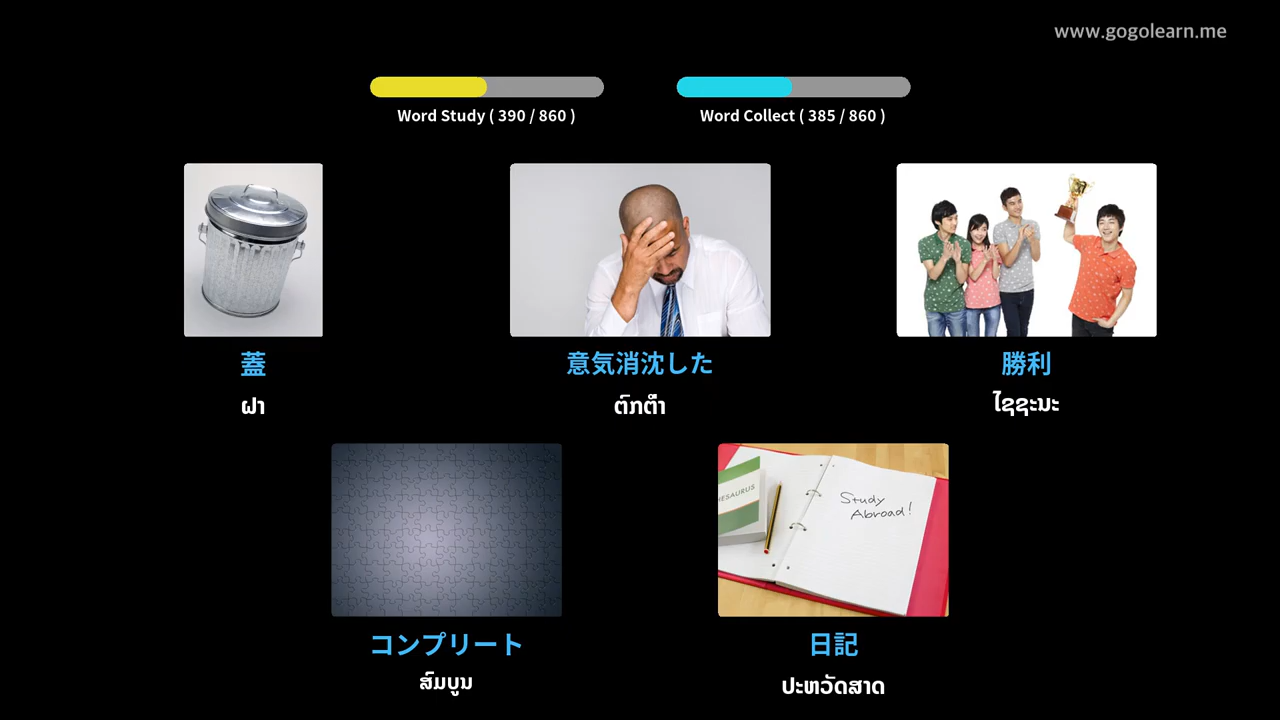 www.gogolearn.me
Word Study ( 390 / 860 )
Word Collect ( 385 / 860 )
蓋
意気消沈した
勝利
ຝາ
ຕົກຕ່ຳ
ໄຊຊະນະ
HESAURUS
Study
Abroad!
コンプリート
日記
ສົມບູນ
ປະຫວັດສາດ